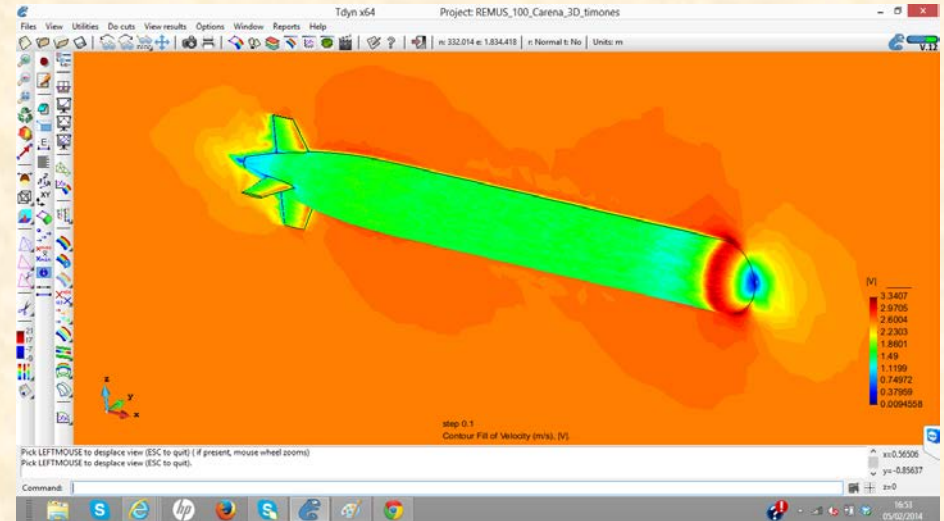 Tdyn x64 Project: REMUS_100_Carena_3D_timones
Files View Utilities Do cuts View results Options Window Reports Help
n: 332.014 e: 1.834.418 r: Normal t: No Units: m
V.12
|V|
3.3407
2.9705
2.6004
2.2303
1.8601
1.49
1.1199
0.74972
0.37959
0.0094558
z
y
x
step 0.1
Contour Fill of Velocity (m/s), |V|.
Pick LEFTMOUSE to desplace view (ESC to quit) ( if present, mouse wheel zooms)
Pick LEFTMOUSE to desplace view (ESC to quit).
x=0.56506
y=-0.85637
z=0
Command:
16:53
05/02/2014